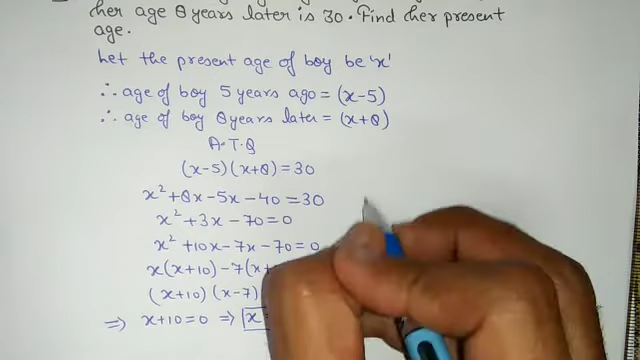 her age 8 years later is 30. Find her present
age.
Let the present age of boy be 'x'
∴ age of boy 5 years ago = (x-5)
∴ age of boy 8 years later = (x+8)
A.T.Q
(x-5)(x+8) = 30
x² + 8x - 5x - 40 = 30
x² + 3x - 70 = 0
x² + 10x - 7x - 70 = 0
x(x+10) - 7(x+
(x+10) (x-7)
⇒ x+10 = 0 ⇒ x